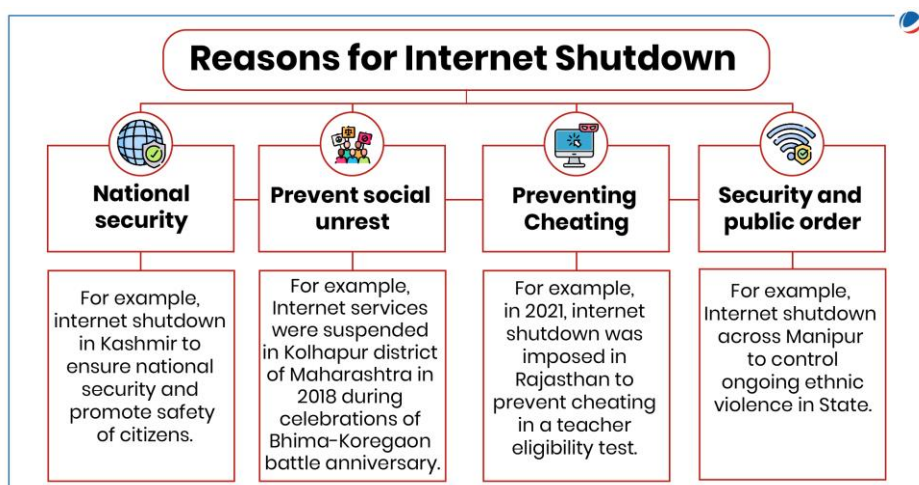 Reasons for Internet Shutdown
National
security
For example,
internet shutdown
in Kashmir to
ensure national
security and
promote safety
of citizens.
Prevent social
unrest
For example,
Internet services
were suspended
in Kolhapur district
of Maharashtra in
2018 during
celebrations of
Bhima-Koregaon
battle anniversary.
Preventing
Cheating
For example,
in 2021, internet
shutdown was
imposed in
Rajasthan to
prevent cheating
in a teacher
eligibility test.
Security and
public order
For example,
Internet shutdown
across Manipur
to control
ongoing ethnic
violence in State.